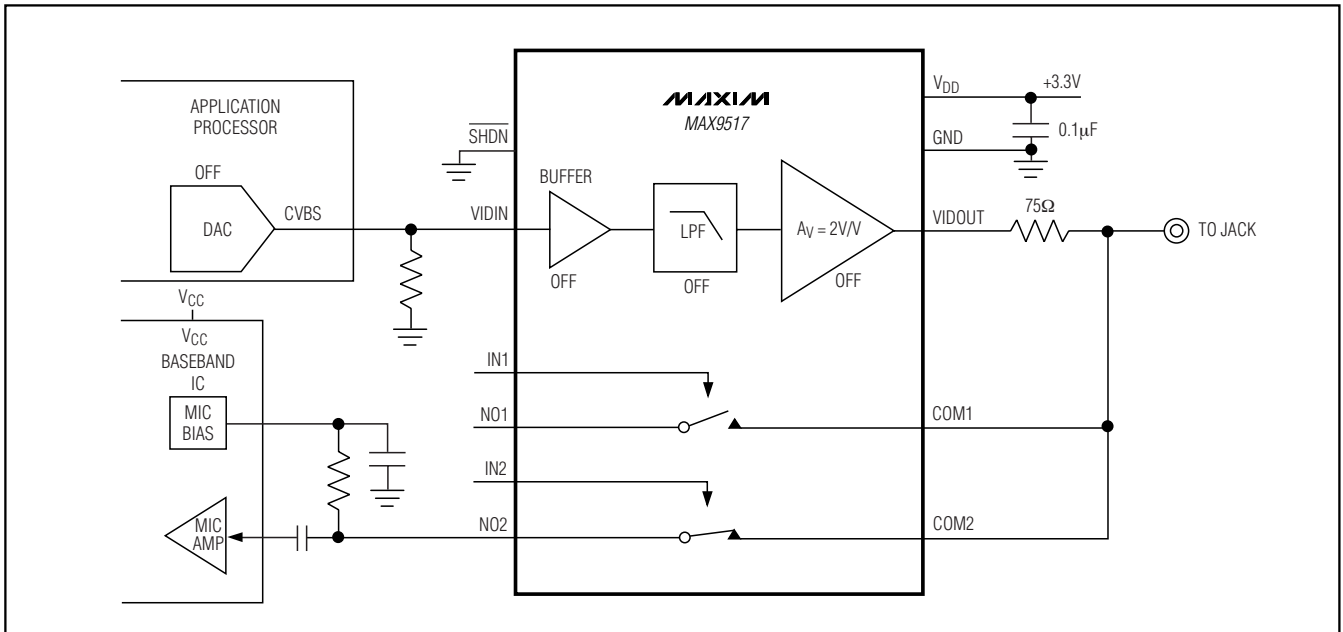 APPLICATION
PROCESSOR
OFF
DAC
CVBS
VCC
VCC
BASEBAND
IC
MIC
BIAS
MIC
AMP
MAXIM
MAX9517
SHDN
BUFFER
VIDIN
OFF
LPF
OFF
AV = 2V/V
OFF
IN1
NO1
IN2
NO2
VDD
+3.3V
0.1μF
GND
75Ω
VIDOUT
TO JACK
COM1
COM2